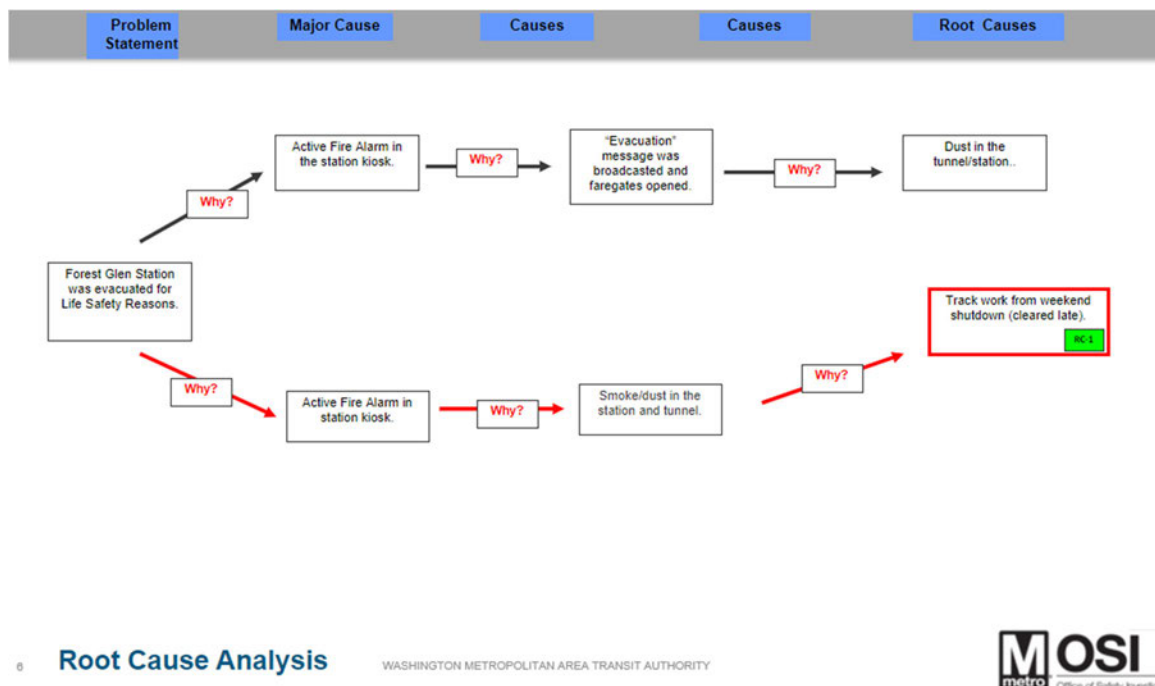 Problem
Statement
Major Cause
Causes
Causes
Root Causes
Active Fire Alarm in
the station kiosk.
Why?
"Evacuation"
message was
broadcasted and
faregates opened.
Why?
Dust in the
tunnel/station..
Why?
Forest Glen Station
was evacuated for
Life Safety Reasons.
Track work from weekend
shutdown (cleared late).
RC-1
Why?
Active Fire Alarm in
station kiosk.
Why?
Smoke/dust in the
station and tunnel.
Why?
6
Root Cause Analysis
WASHINGTON METROPOLITAN AREA TRANSIT AUTHORITY
M
metro
OSI
Office of Safety